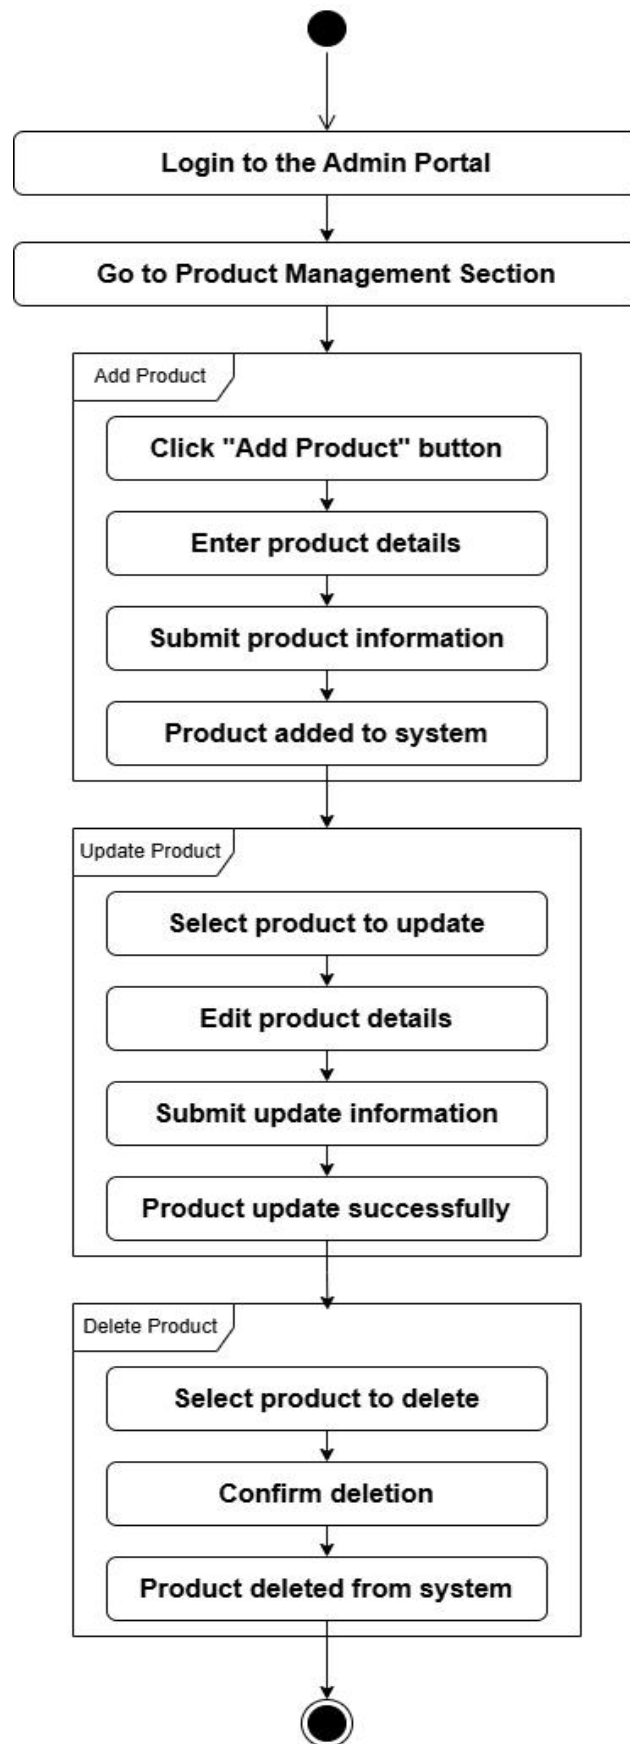 Login to the Admin Portal
Go to Product Management Section
Add Product
Click "Add Product" button
Enter product details
Submit product information
Product added to system
Update Product
Select product to update
Edit product details
Submit update information
Product update successfully
Delete Product
Select product to delete
Confirm deletion
Product deleted from system